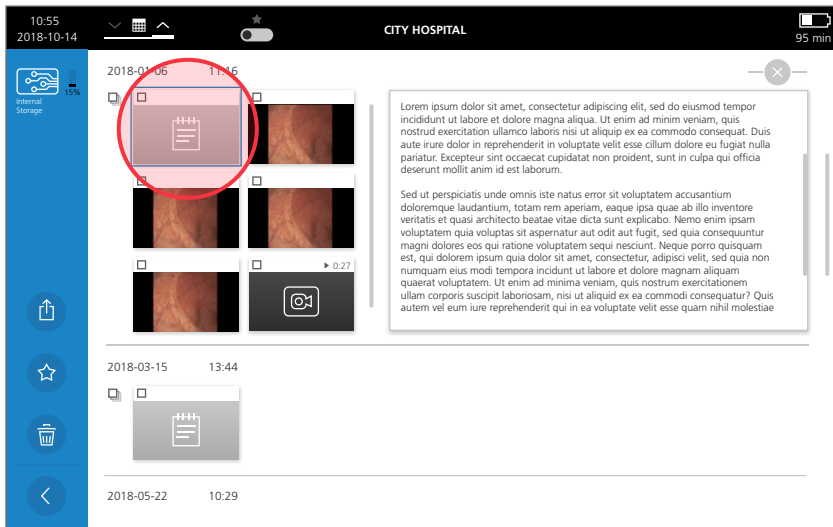 10:55
2018-10-14
CITY HOSPITAL
95 min
15%
Internal
Storage
2018-01-06 11:16
Lorem ipsum dolor sit amet, consectetur adipiscing elit, sed do eiusmod tempor
incididunt ut labore et dolore magna aliqua. Ut enim ad minim veniam, quis
nostrud exercitation ullamco laboris nisi ut aliquip ex ea commodo consequat. Duis
aute irure dolor in reprehenderit in voluptate velit esse cillum dolore eu fugiat nulla
pariatur. Excepteur sint occaecat cupidatat non proident, sunt in culpa qui officia
deserunt mollit anim id est laborum.
Sed ut perspiciatis unde omnis iste natus error sit voluptatem accusantium
doloremque laudantium, totam rem aperiam, eaque ipsa quae ab illo inventore
veritatis et quasi architecto beatae vitae dicta sunt explicabo. Nemo enim ipsam
voluptatem quia voluptas sit aspernatur aut odit aut fugit, sed quia consequuntur
magni dolores eos qui ratione voluptatem sequi nesciunt. Neque porro quisquam
est, qui dolorem ipsum quia dolor sit amet, consectetur, adipisci velit, sed quia non
numquam eius modi tempora incidunt ut labore et dolore magnam aliquam
quaerat voluptatem. Ut enim ad minima veniam, quis nostrum exercitationem
ullam corporis suscipit laboriosam, nisi ut aliquid ex ea commodi consequatur? Quis
autem vel eum iure reprehenderit qui in ea voluptate velit esse quam nihil molestiae
0:27
2018-03-15 13:44
2018-05-22 10:29